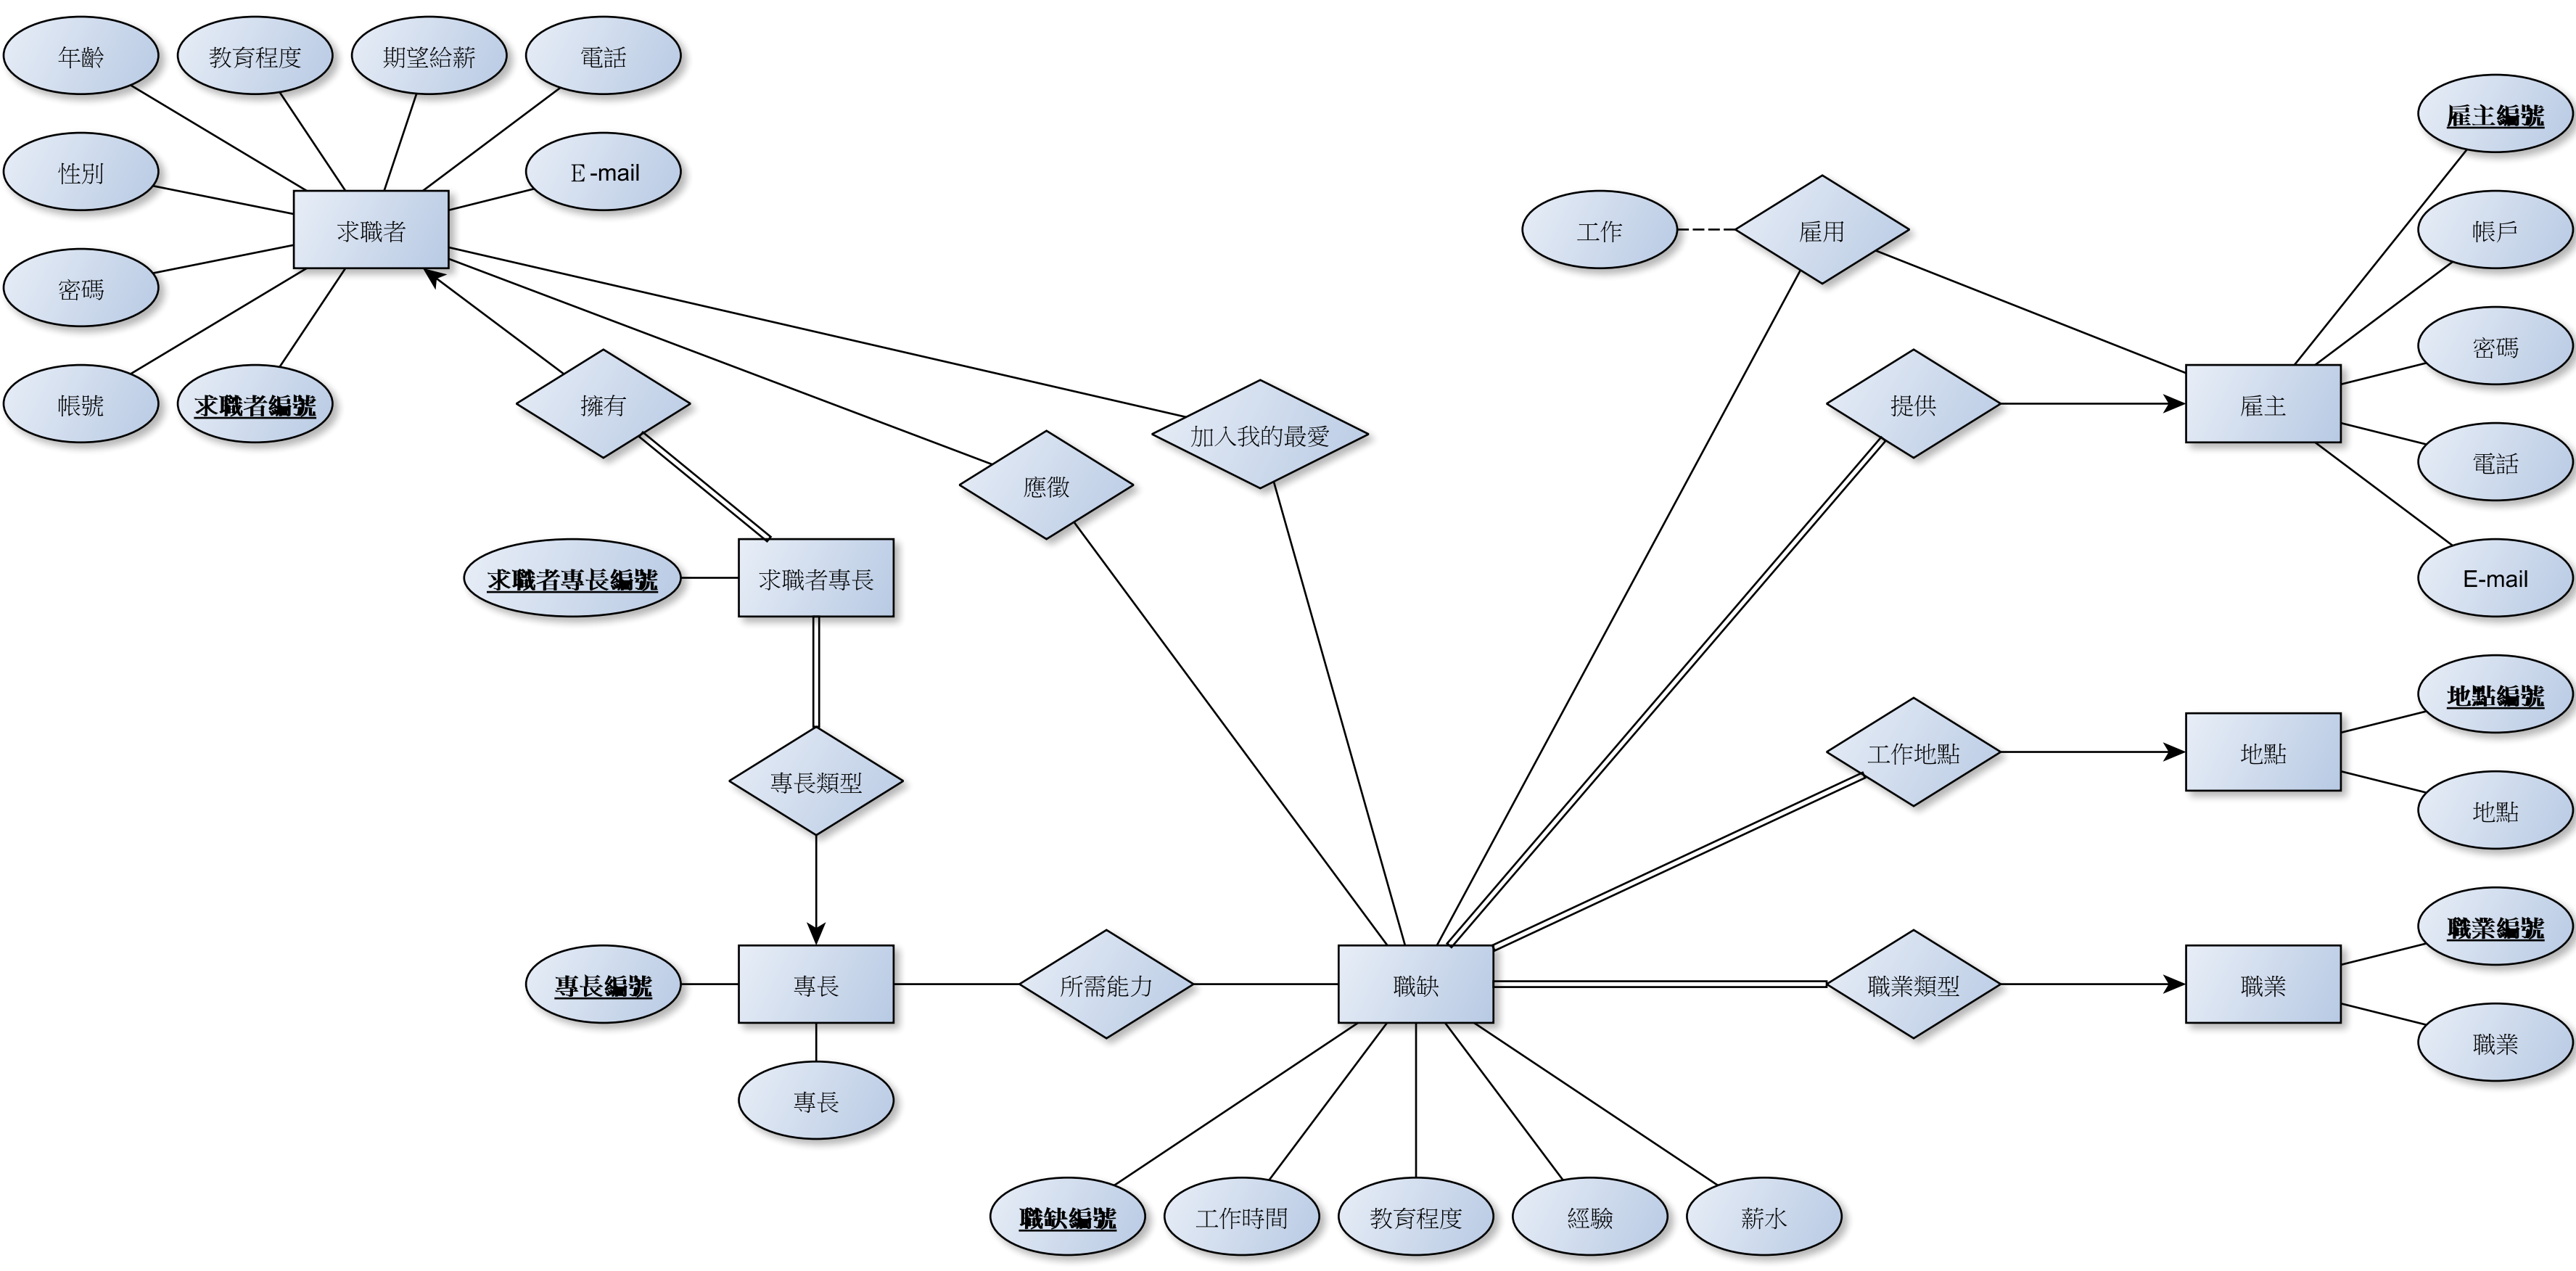 年齡
教育程度
期望給薪
電話
性別
E-mail
求職者
密碼
帳號
求職者編號
擁有
應徵
加入我的最愛
求職者專長編號
求職者專長
專長類型
專長編號
專長
專長
所需能力
職缺
職缺編號
工作時間
教育程度
經驗
薪水
工作
雇用
提供
雇主
雇主編號
帳戶
密碼
電話
E-mail
工作地點
地點
地點編號
地點
職業類型
職業
職業編號
職業